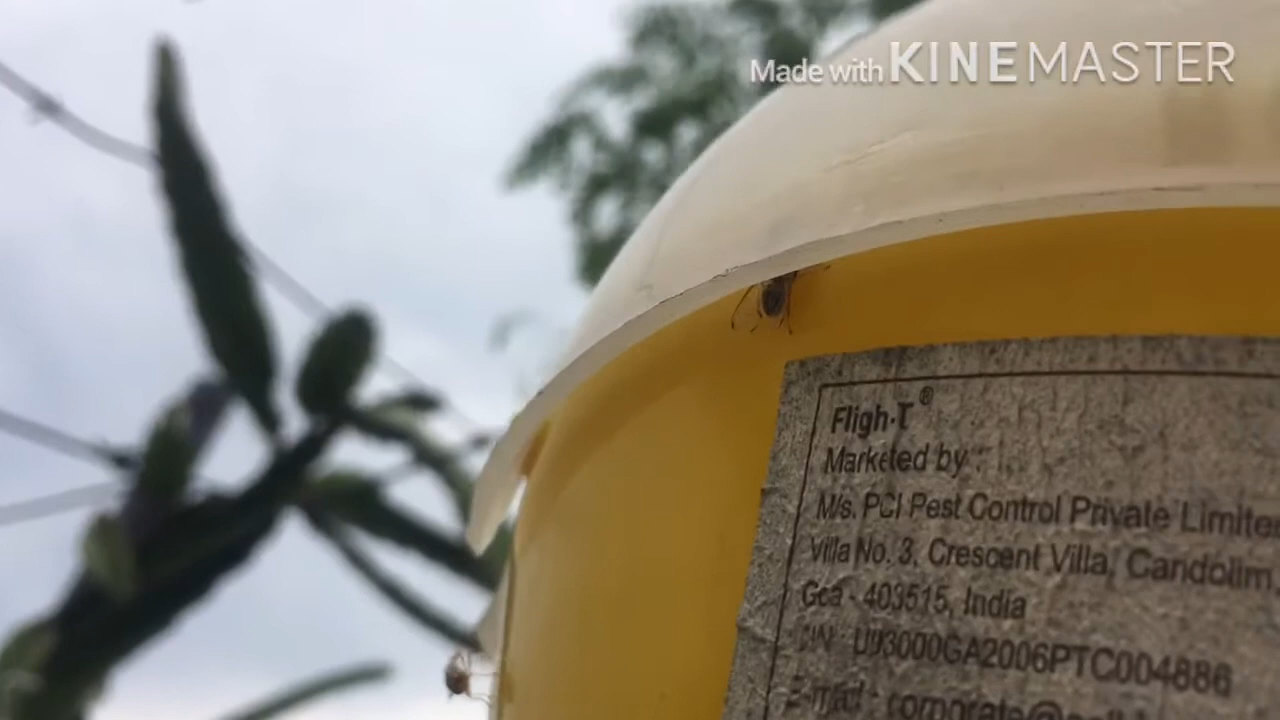 Made with KINEMASTER
Fligh-T®
Marketed by :
M/s. PCI Pest Control Private Limite
Villa No. 3, Crescent Villa, Candolim,
Goa - 403515, India
U93000GA2006PTC004886
corporate@